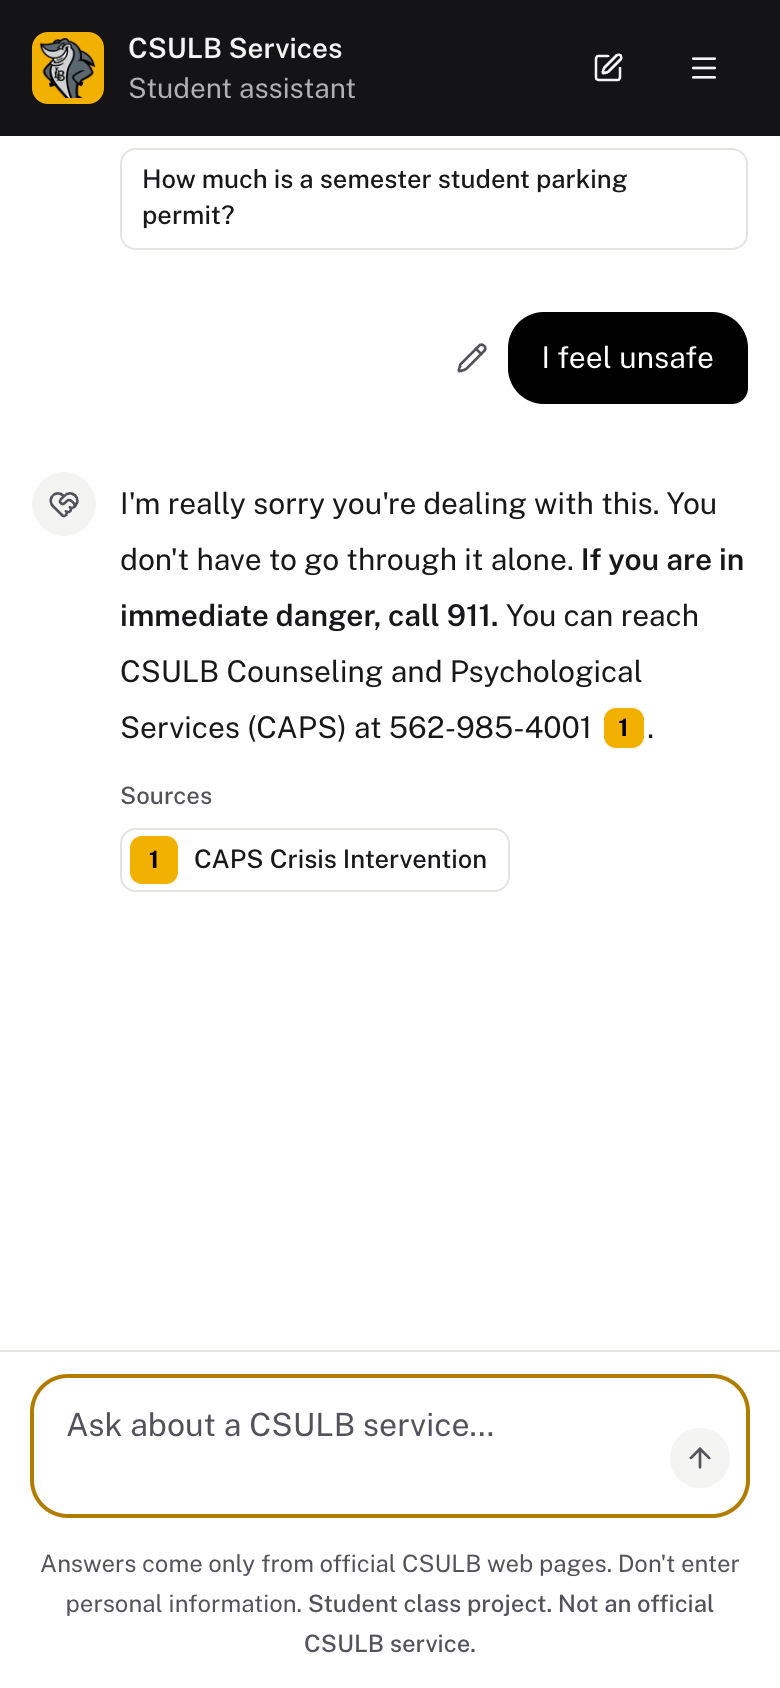 CSULB Services
Student assistant
How much is a semester student parking
permit?
I feel unsafe
I'm really sorry you're dealing with this. You
don't have to go through it alone. If you are in
immediate danger, call 911. You can reach
CSULB Counseling and Psychological
Services (CAPS) at 562-985-4001 1.
Sources
1 CAPS Crisis Intervention
Ask about a CSULB service...
Answers come only from official CSULB web pages. Don't enter
personal information. Student class project. Not an official
CSULB service.